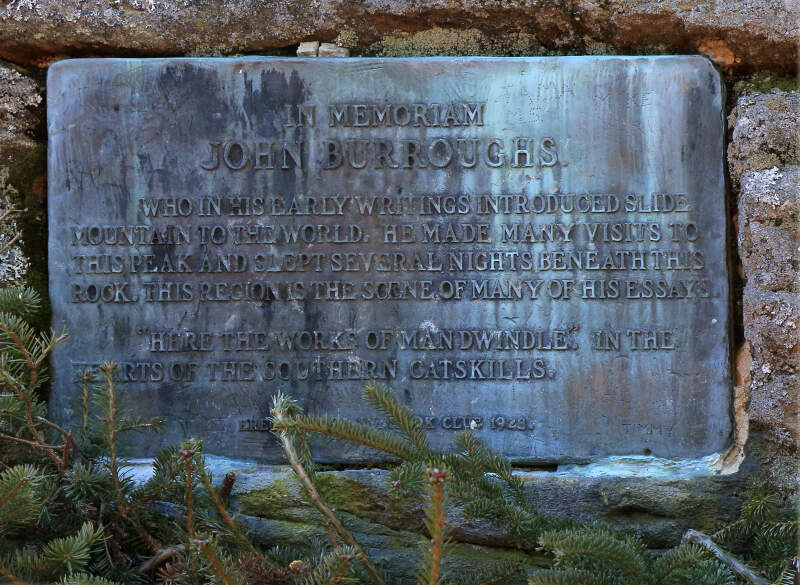 IN MEMORIAM
JOHN BURROUGHS.
WHO IN HIS EARLY WRITINGS INTRODUCED SLIDE
MOUNTAIN TO THE WORLD. HE MADE MANY VISITS TO
THIS PEAK AND SLEPT SEVERAL NIGHTS BENEATH THIS
ROCK. THIS REGION IS THE SCENE OF MANY OF HIS ESSAYS.
"HERE THE WORKS OF MAN DWINDLE." IN THE
HEARTS OF THE SOUTHERN CATSKILLS.
CLUB 1923.
TIMMY